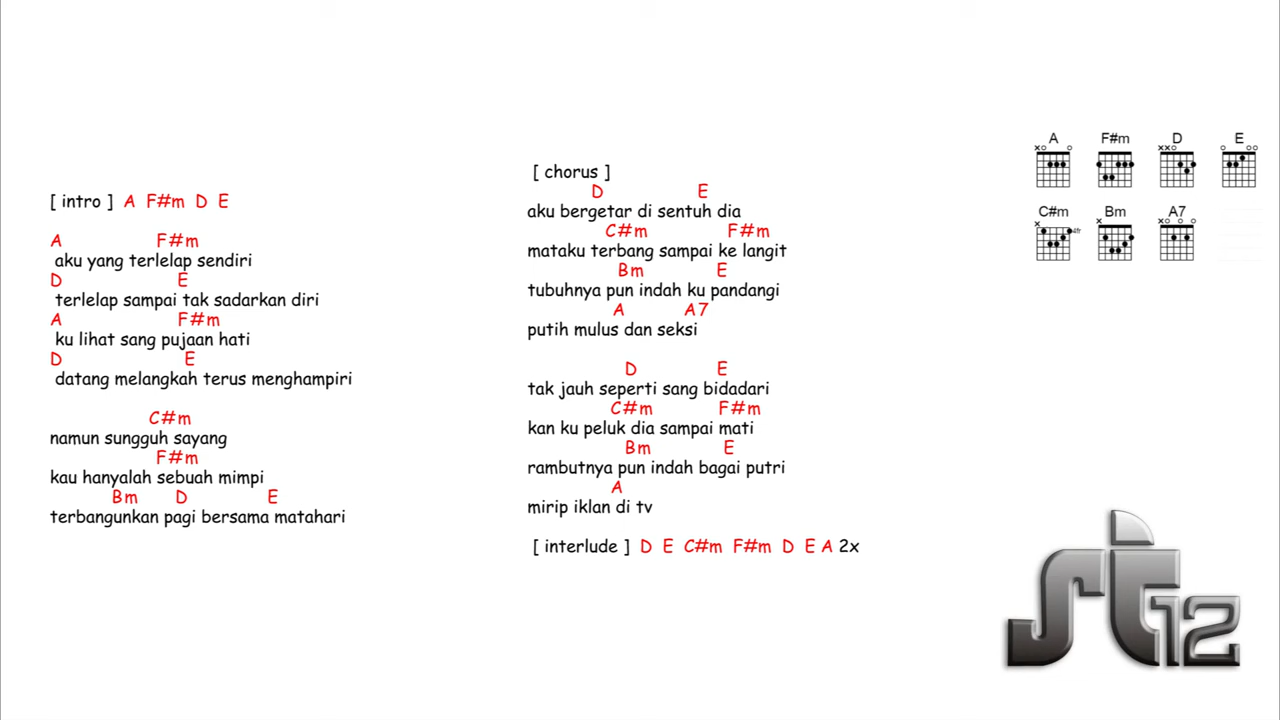 [ intro ] A F#m D E
A F#m
aku yang terlelap sendiri
D E
terlelap sampai tak sadarkan diri
A F#m
ku lihat sang pujaan hati
D E
datang melangkah terus menghampiri
C#m
namun sungguh sayang
F#m
kau hanyalah sebuah mimpi
Bm D E
terbangunkan pagi bersama matahari
[ chorus ]
D E
aku bergetar di sentuh dia
C#m F#m
mataku terbang sampai ke langit
Bm E
tubuhnya pun indah ku pandangi
A A7
putih mulus dan seksi
D E
tak jauh seperti sang bidadari
C#m F#m
kan ku peluk dia sampai mati
Bm E
rambutnya pun indah bagai putri
A
mirip iklan di tv
[ interlude ] D E C#m F#m D E A 2x
A F#m D E
C#m Bm A7
4fr
ST12